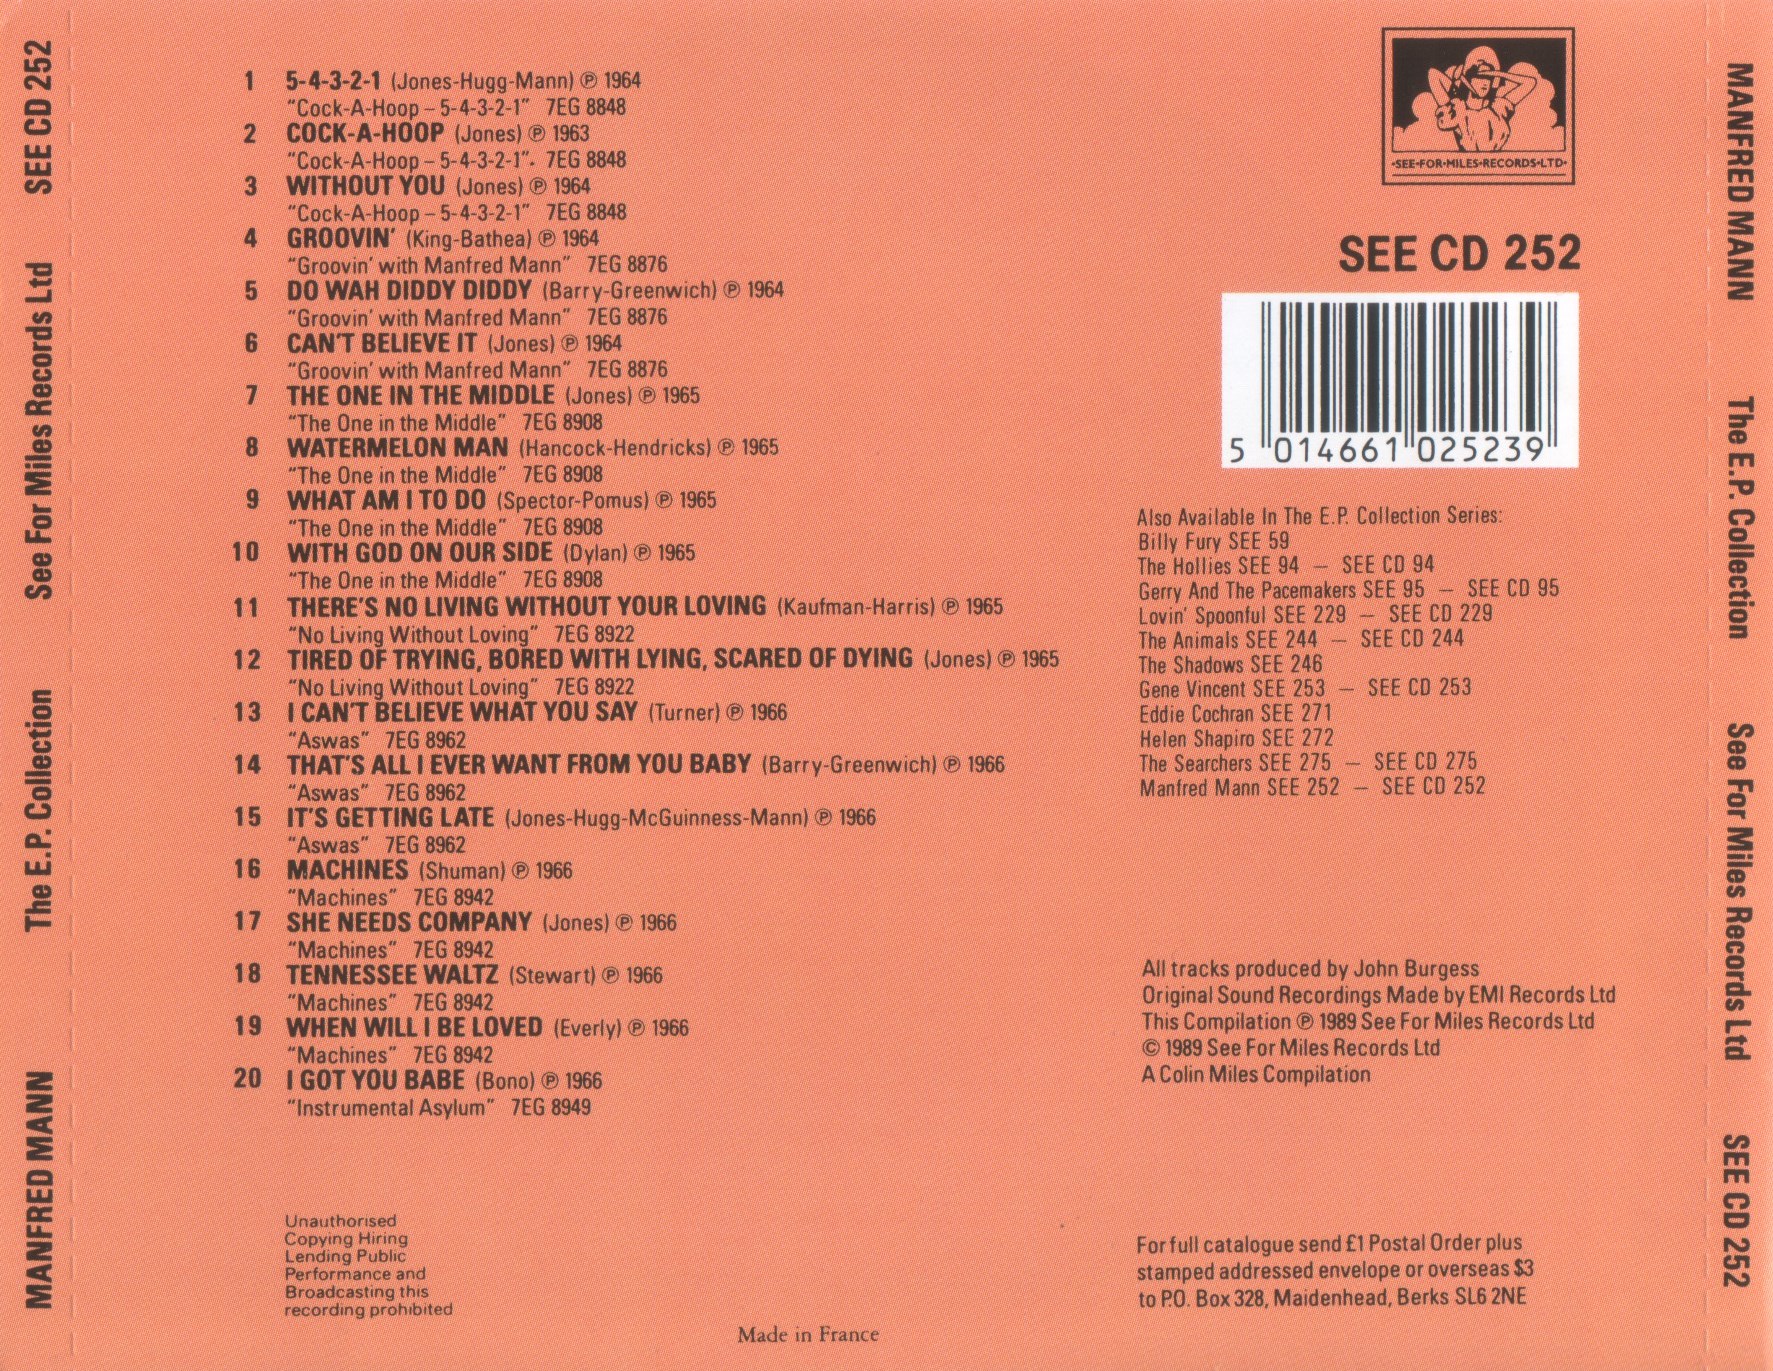 SEE CD 252
See For Miles Records Ltd
The E.P. Collection
MANFRED MANN
1 5-4-3-2-1 (Jones-Hugg-Mann) ℗ 1964
"Cock-A-Hoop – 5-4-3-2-1" 7EG 8848
2 COCK-A-HOOP (Jones) ℗ 1963
"Cock-A-Hoop – 5-4-3-2-1". 7EG 8848
3 WITHOUT YOU (Jones) ℗ 1964
"Cock-A-Hoop – 5-4-3-2-1" 7EG 8848
4 GROOVIN' (King-Bathea) ℗ 1964
"Groovin' with Manfred Mann" 7EG 8876
5 DO WAH DIDDY DIDDY (Barry-Greenwich) ℗ 1964
"Groovin' with Manfred Mann" 7EG 8876
6 CAN'T BELIEVE IT (Jones) ℗ 1964
"Groovin' with Manfred Mann" 7EG 8876
7 THE ONE IN THE MIDDLE (Jones) ℗ 1965
"The One in the Middle" 7EG 8908
8 WATERMELON MAN (Hancock-Hendricks) ℗ 1965
"The One in the Middle" 7EG 8908
9 WHAT AM I TO DO (Spector-Pomus) ℗ 1965
"The One in the Middle" 7EG 8908
10 WITH GOD ON OUR SIDE (Dylan) ℗ 1965
"The One in the Middle" 7EG 8908
11 THERE'S NO LIVING WITHOUT YOUR LOVING (Kaufman-Harris) ℗ 1965
"No Living Without Loving" 7EG 8922
12 TIRED OF TRYING, BORED WITH LYING, SCARED OF DYING (Jones) ℗ 1965
"No Living Without Loving" 7EG 8922
13 I CAN'T BELIEVE WHAT YOU SAY (Turner) ℗ 1966
"Aswas" 7EG 8962
14 THAT'S ALL I EVER WANT FROM YOU BABY (Barry-Greenwich) ℗ 1966
"Aswas" 7EG 8962
15 IT'S GETTING LATE (Jones-Hugg-McGuinness-Mann) ℗ 1966
"Aswas" 7EG 8962
16 MACHINES (Shuman) ℗ 1966
"Machines" 7EG 8942
17 SHE NEEDS COMPANY (Jones) ℗ 1966
"Machines" 7EG 8942
18 TENNESSEE WALTZ (Stewart) ℗ 1966
"Machines" 7EG 8942
19 WHEN WILL I BE LOVED (Everly) ℗ 1966
"Machines" 7EG 8942
20 I GOT YOU BABE (Bono) ℗ 1966
"Instrumental Asylum" 7EG 8949
Unauthorised
Copying Hiring
Lending Public
Performance and
Broadcasting this
recording prohibited
Made in France
·SEE·FOR·MILES·RECORDS·LTD·
SEE CD 252
5 014661 025239
Also Available In The E.P. Collection Series:
Billy Fury SEE 59
The Hollies SEE 94 – SEE CD 94
Gerry And The Pacemakers SEE 95 – SEE CD 95
Lovin' Spoonful SEE 229 – SEE CD 229
The Animals SEE 244 – SEE CD 244
The Shadows SEE 246
Gene Vincent SEE 253 – SEE CD 253
Eddie Cochran SEE 271
Helen Shapiro SEE 272
The Searchers SEE 275 – SEE CD 275
Manfred Mann SEE 252 – SEE CD 252
All tracks produced by John Burgess
Original Sound Recordings Made by EMI Records Ltd
This Compilation ℗ 1989 See For Miles Records Ltd
© 1989 See For Miles Records Ltd
A Colin Miles Compilation
For full catalogue send £1 Postal Order plus
stamped addressed envelope or overseas $3
to P.O. Box 328, Maidenhead, Berks SL6 2NE
MANFRED MANN
The E.P. Collection
See For Miles Records Ltd
SEE CD 252